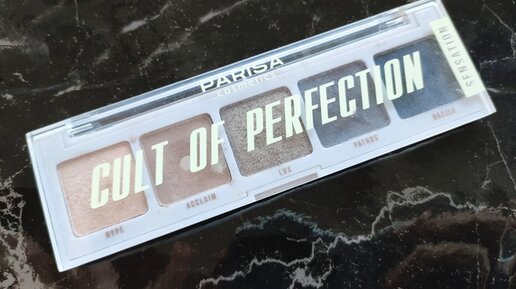 PARISA
cosmetics
CULT OF PERFECTION
SENSATION
HYPE
ACCLAIM
LUX
PATHOS
DAZZLE